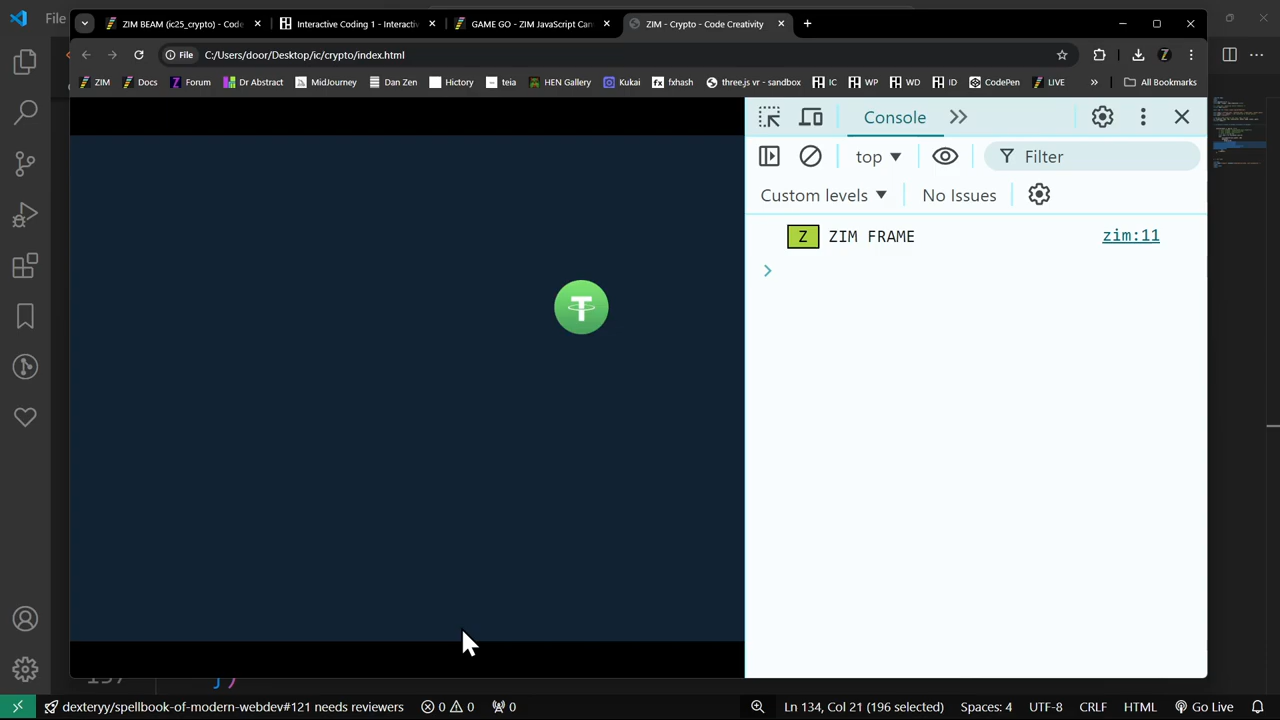 File
ZIM BEAM (ic25_crypto) - Code
Interactive Coding 1 - Interactiv
GAME GO - ZIM JavaScript Can
ZIM - Crypto - Code Creativity
File
C:/Users/door/Desktop/ic/crypto/index.html
ZIM
Docs
Forum
Dr Abstract
MidJourney
Dan Zen
Hictory
teia
HEN Gallery
Kukai
fxhash
three.js vr - sandbox
IC
WP
WD
ID
CodePen
LIVE
»
All Bookmarks
Console
top
Filter
Custom levels
No Issues
Z ZIM FRAME
zim:11
137
})
dexteryy/spellbook-of-modern-webdev#121 needs reviewers
0
0
0
Ln 134, Col 21 (196 selected)
Spaces: 4
UTF-8
CRLF
HTML
Go Live